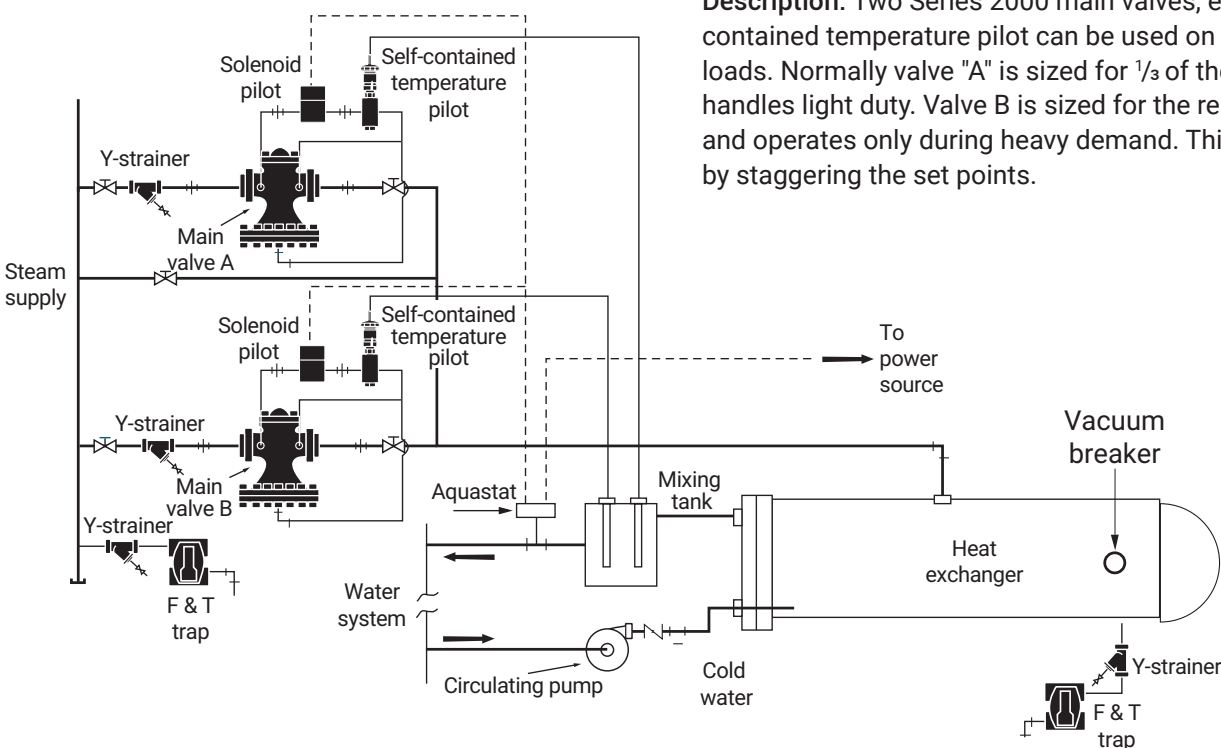 Description: Two Series 2000 main valves, e
contained temperature pilot can be used on
loads. Normally valve "A" is sized for 1/3 of the
handles light duty. Valve B is sized for the re
and operates only during heavy demand. Thi
by staggering the set points.
Solenoid
pilot
Self-contained
temperature
pilot
Y-strainer
Main
valve A
Steam
supply
Solenoid
pilot
Self-contained
temperature
pilot
To
power
source
Y-strainer
Main
valve B
Vacuum
breaker
Aquastat
Mixing
tank
Y-strainer
F & T
trap
Heat
exchanger
Water
system
Circulating pump
Cold
water
Y-strainer
F & T
trap